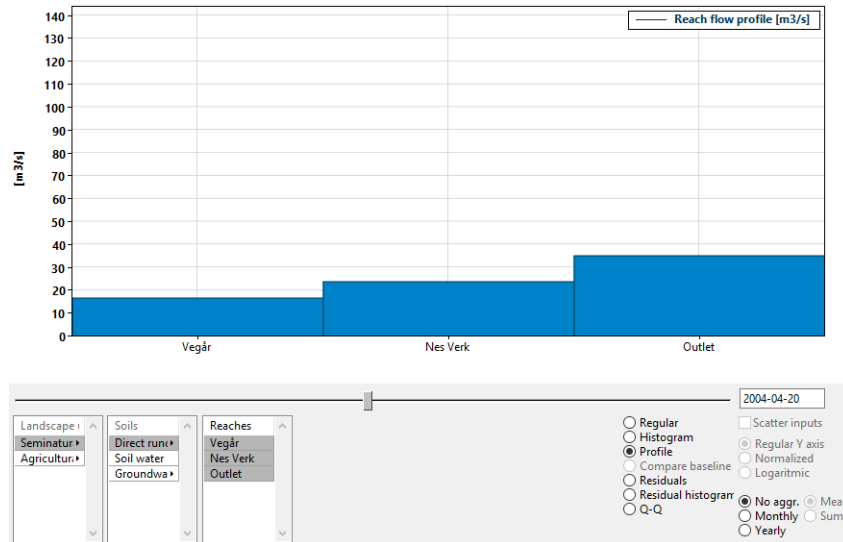 Reach flow profile [m3/s]
140
130
120
110
100
90
80
70
60
50
40
30
20
10
0
[m3/s]
Vegår
Nes Verk
Outlet
2004-04-20
Landscape
Seminatur
Agricultur
Soils
Direct runo
Soil water
Groundwa
Reaches
Vegår
Nes Verk
Outlet
Regular
Histogram
Profile
Compare baseline
Residuals
Residual histogram
Q-Q
Scatter inputs
Regular Y axis
Normalized
Logaritmic
No aggr.
Mea
Monthly
Sum
Yearly